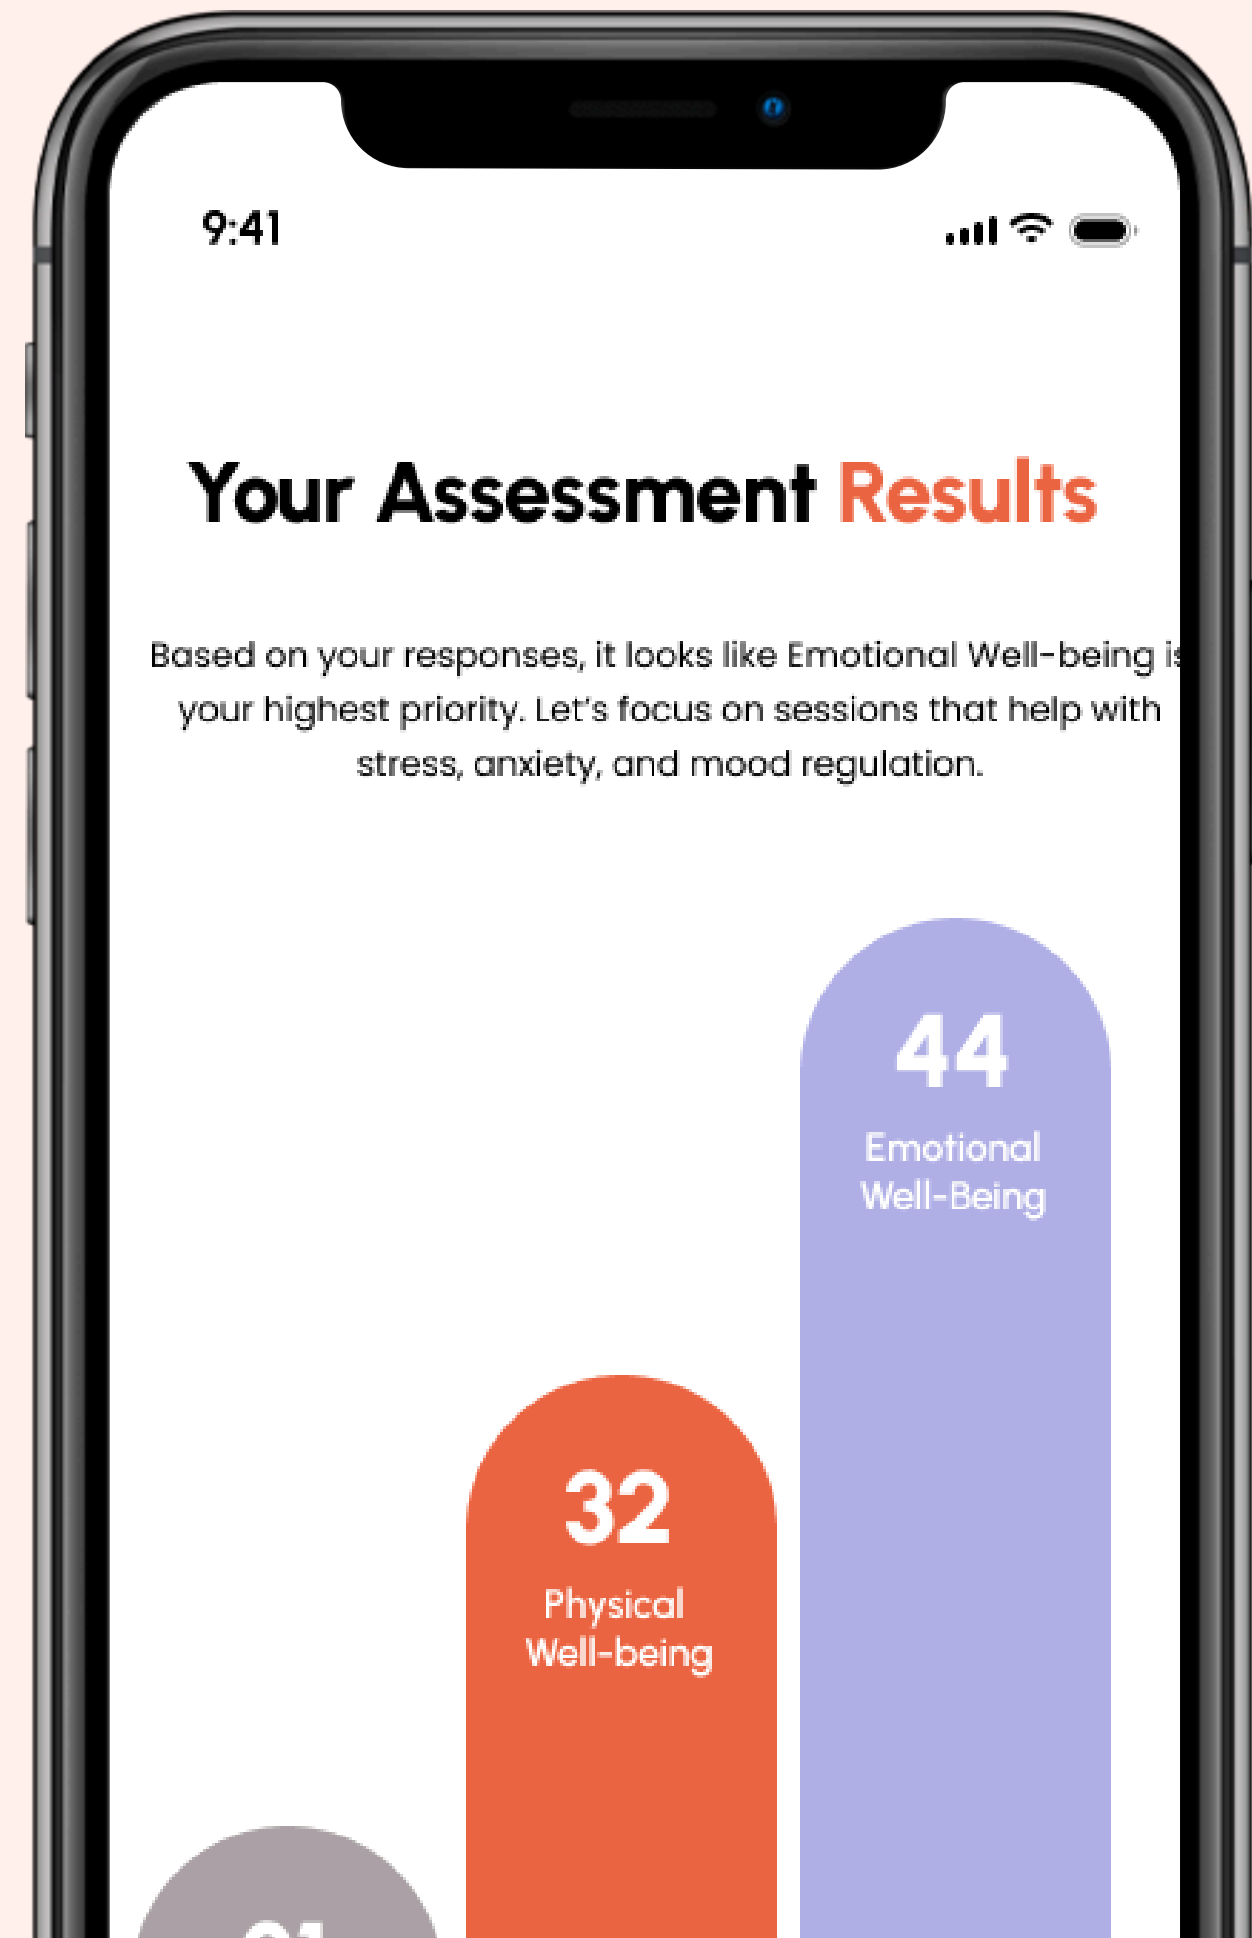 9:41
Your Assessment Results
Based on your responses, it looks like Emotional Well-being is
your highest priority. Let's focus on sessions that help with
stress, anxiety, and mood regulation.
44
Emotional
Well-Being
32
Physical
Well-being